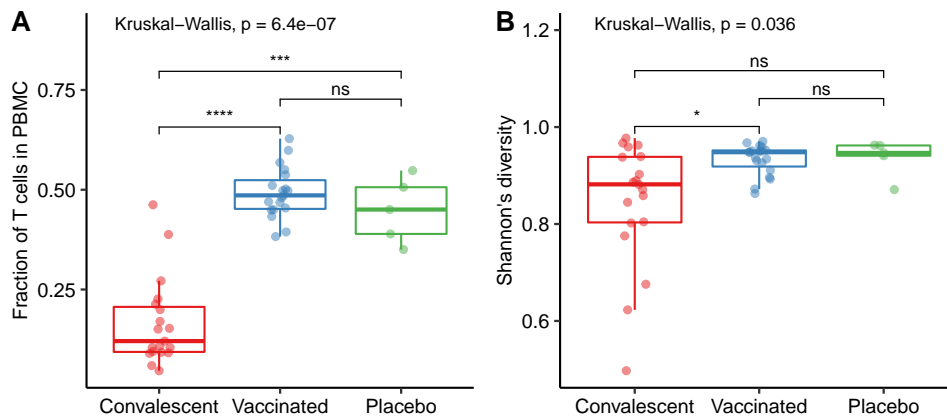 A
Kruskal−Wallis, p = 6.4e−07
Fraction of T cells in PBMC
0.75
0.50
0.25
***
ns
****
Convalescent Vaccinated Placebo
B
Kruskal−Wallis, p = 0.036
Shannon's diversity
1.2
1.0
0.8
0.6
ns
ns
*
Convalescent Vaccinated Placebo